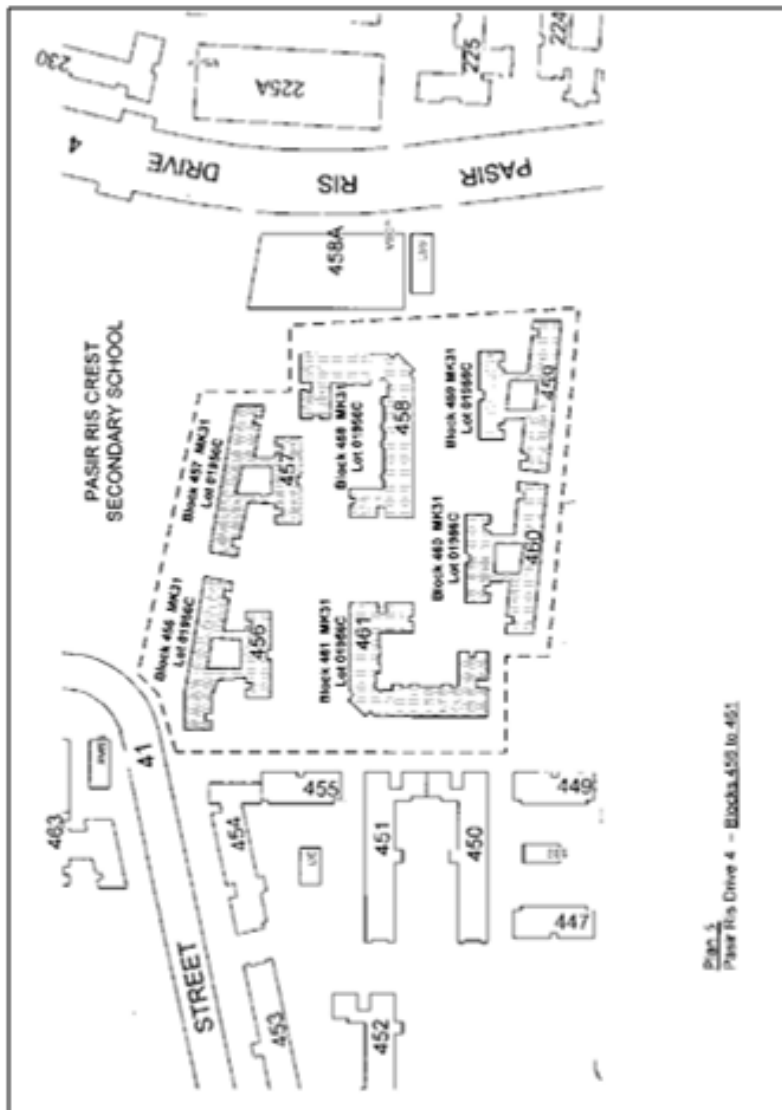 230
225A
225
224
PASIR
RIS
DRIVE
4
458A
PASIR RIS CREST
SECONDARY SCHOOL
Block 457 MK31
Lot 01956C
457
Block 458 MK31
Lot 01956C
458
Block 459 MK31
Lot 01956C
459
Block 456 MK31
Lot 01956C
456
Block 461 MK31
Lot 01956C
461
Block 460 MK31
Lot 01956C
460
STREET
41
463
454
455
451
450
449
447
453
452
Plan 5
Pasir Ris Drive 4 - Blocks 456 to 461